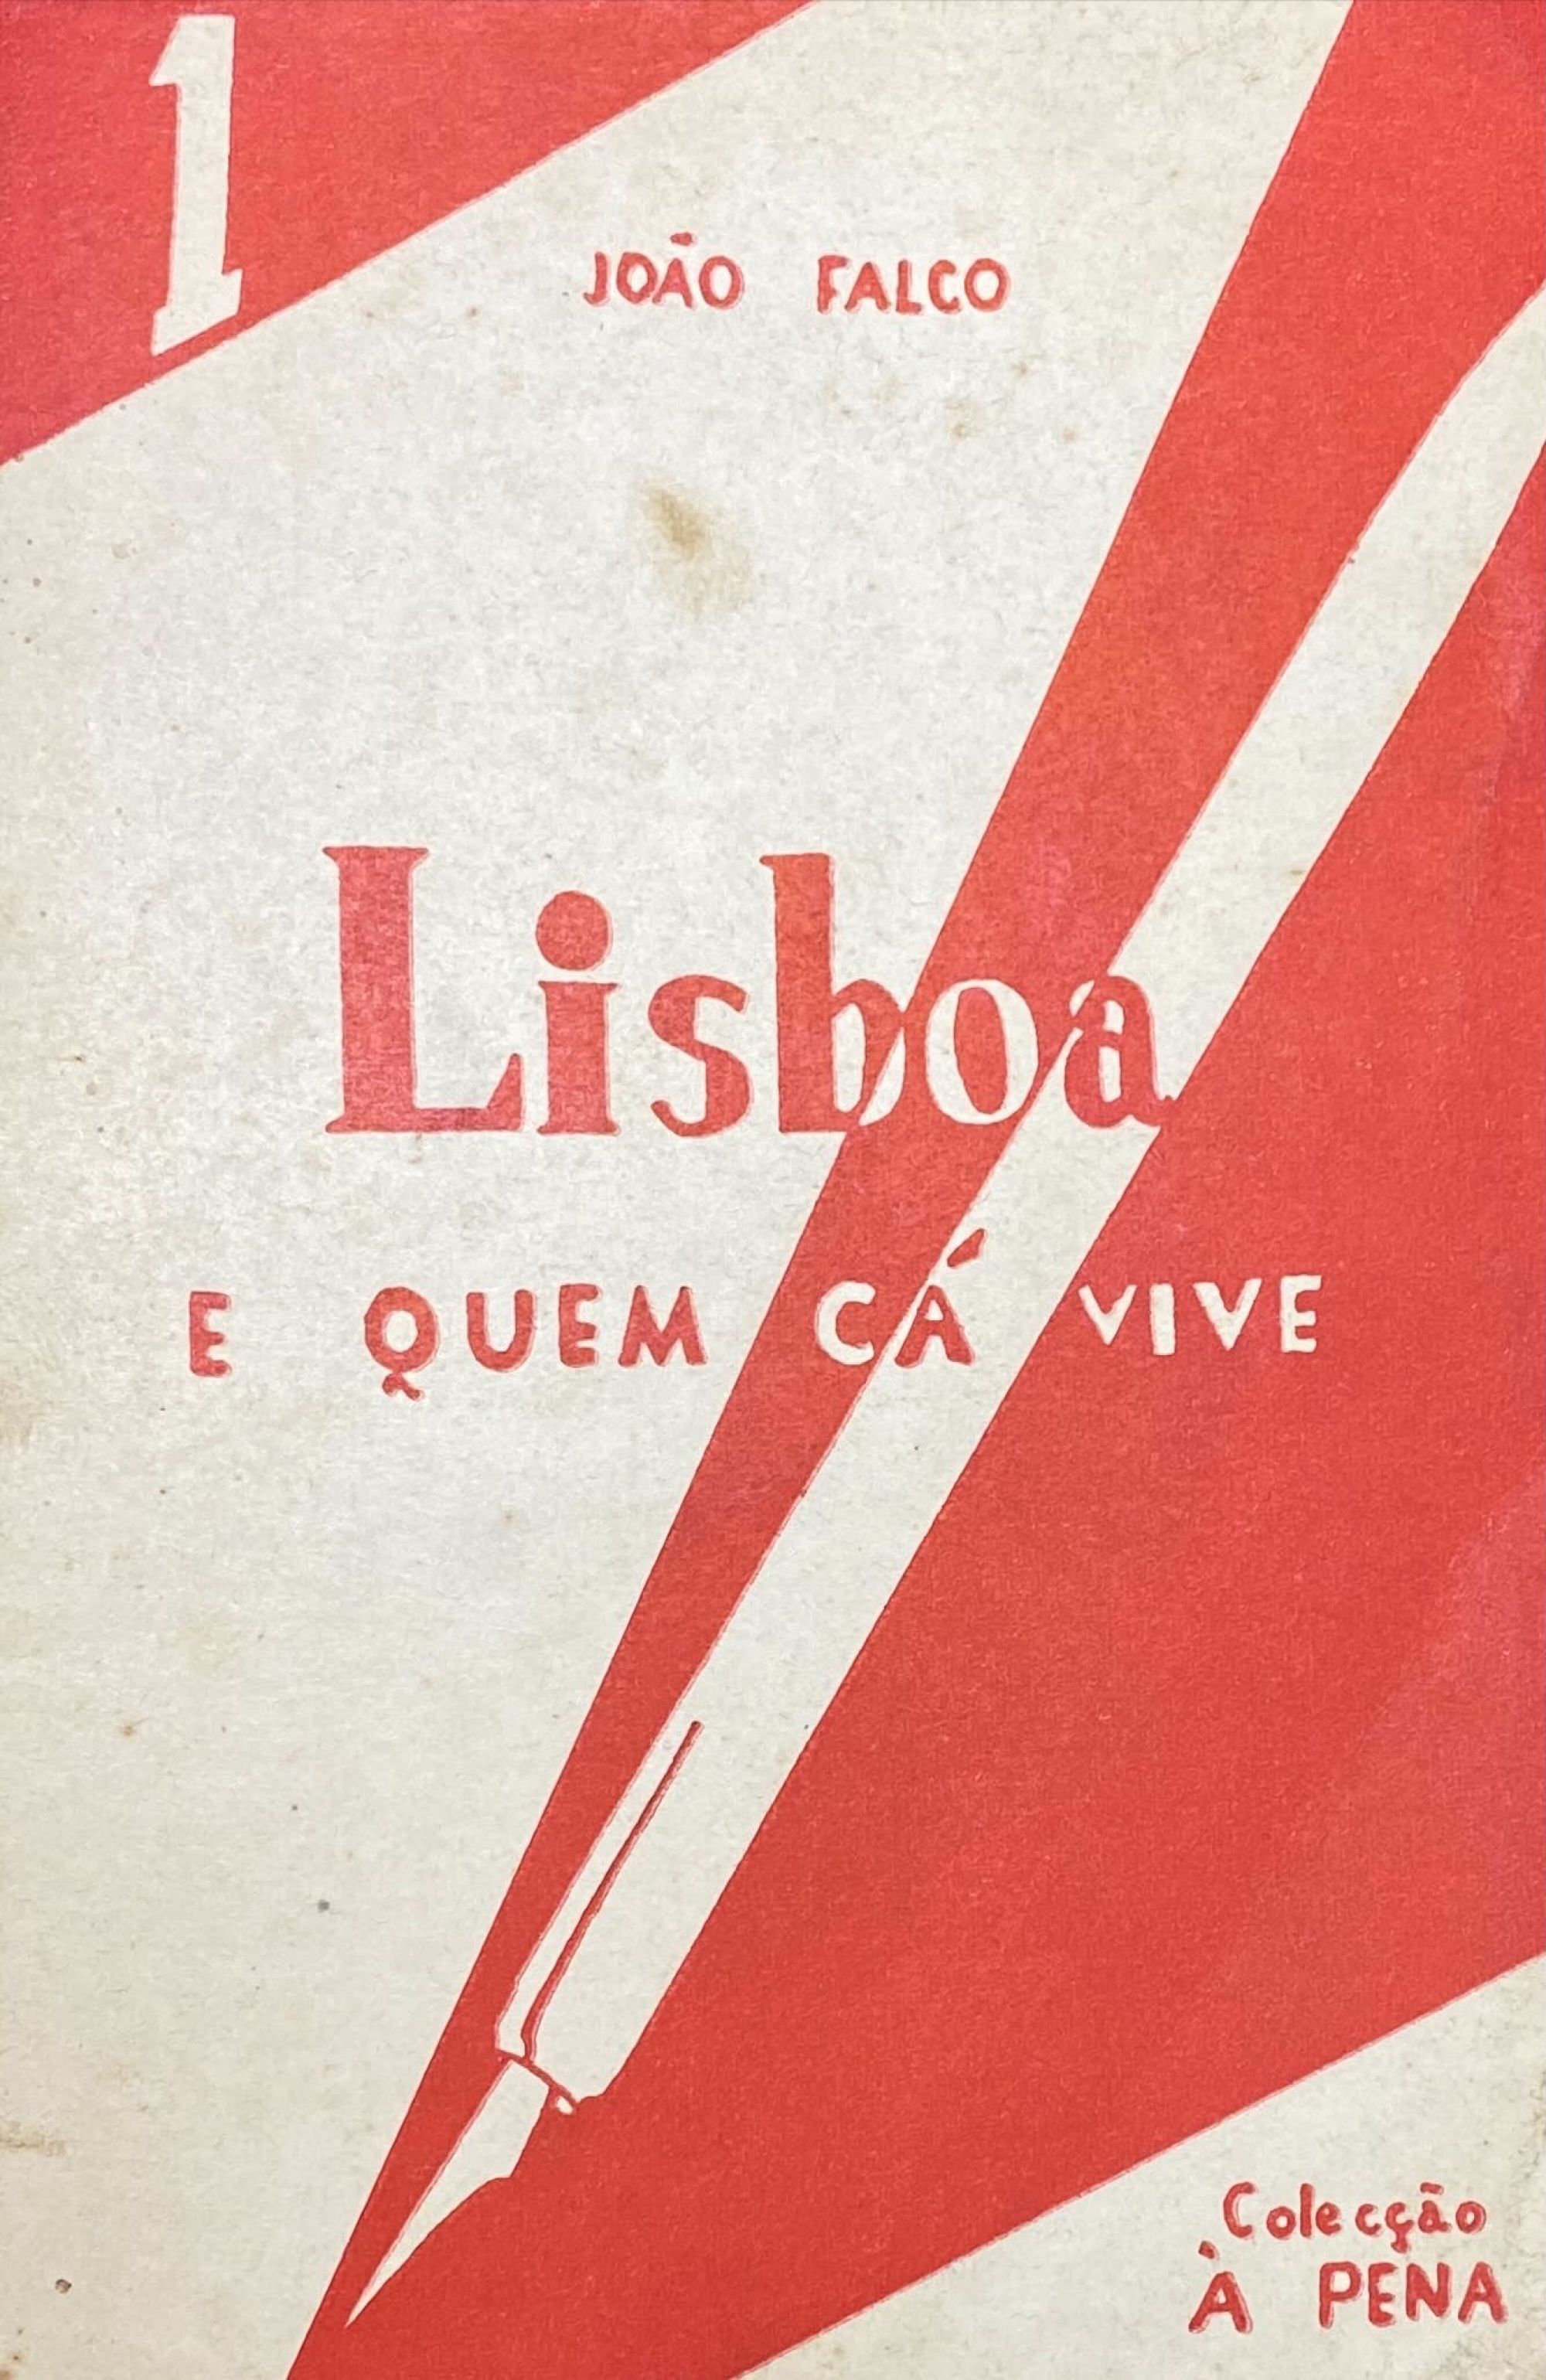 1
JOÃO FALCO
Lisboa
E QUEM CÁ VIVE
Colecção
À PENA